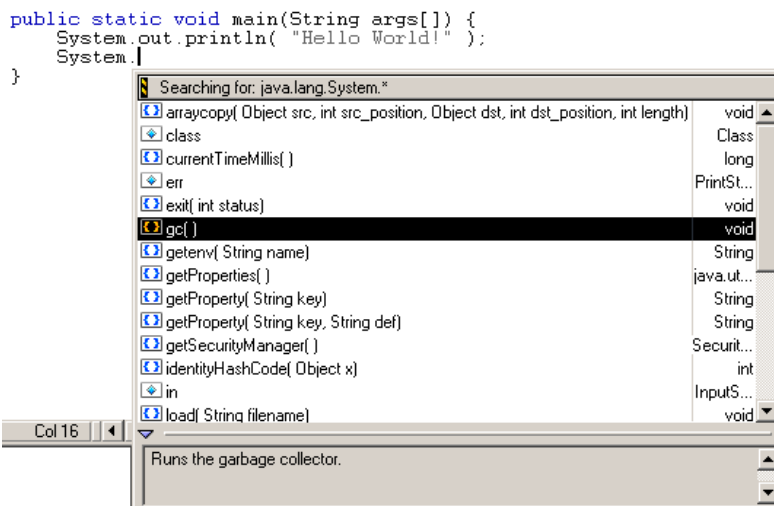 public static void main(String args[]) {
System.out.println( "Hello World!" );
System.
}
Searching for: java.lang.System.*
arraycopy( Object src, int src_position, Object dst, int dst_position, int length) void
class Class
currentTimeMillis( ) long
err PrintSt...
exit( int status) void
gc( ) void
getenv( String name) String
getProperties( ) java.ut...
getProperty( String key) String
getProperty( String key, String def) String
getSecurityManager( ) Securit...
identityHashCode( Object x) int
in InputS...
load( String filename) void
Col 16
Runs the garbage collector.